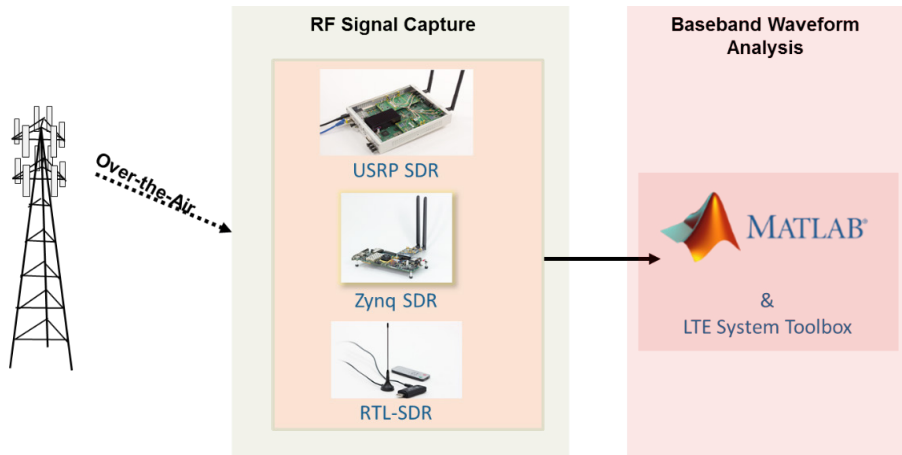 RF Signal Capture
Baseband Waveform
Analysis
Over-the-Air
USRP SDR
Zynq SDR
RTL-SDR
MATLAB®
&
LTE System Toolbox